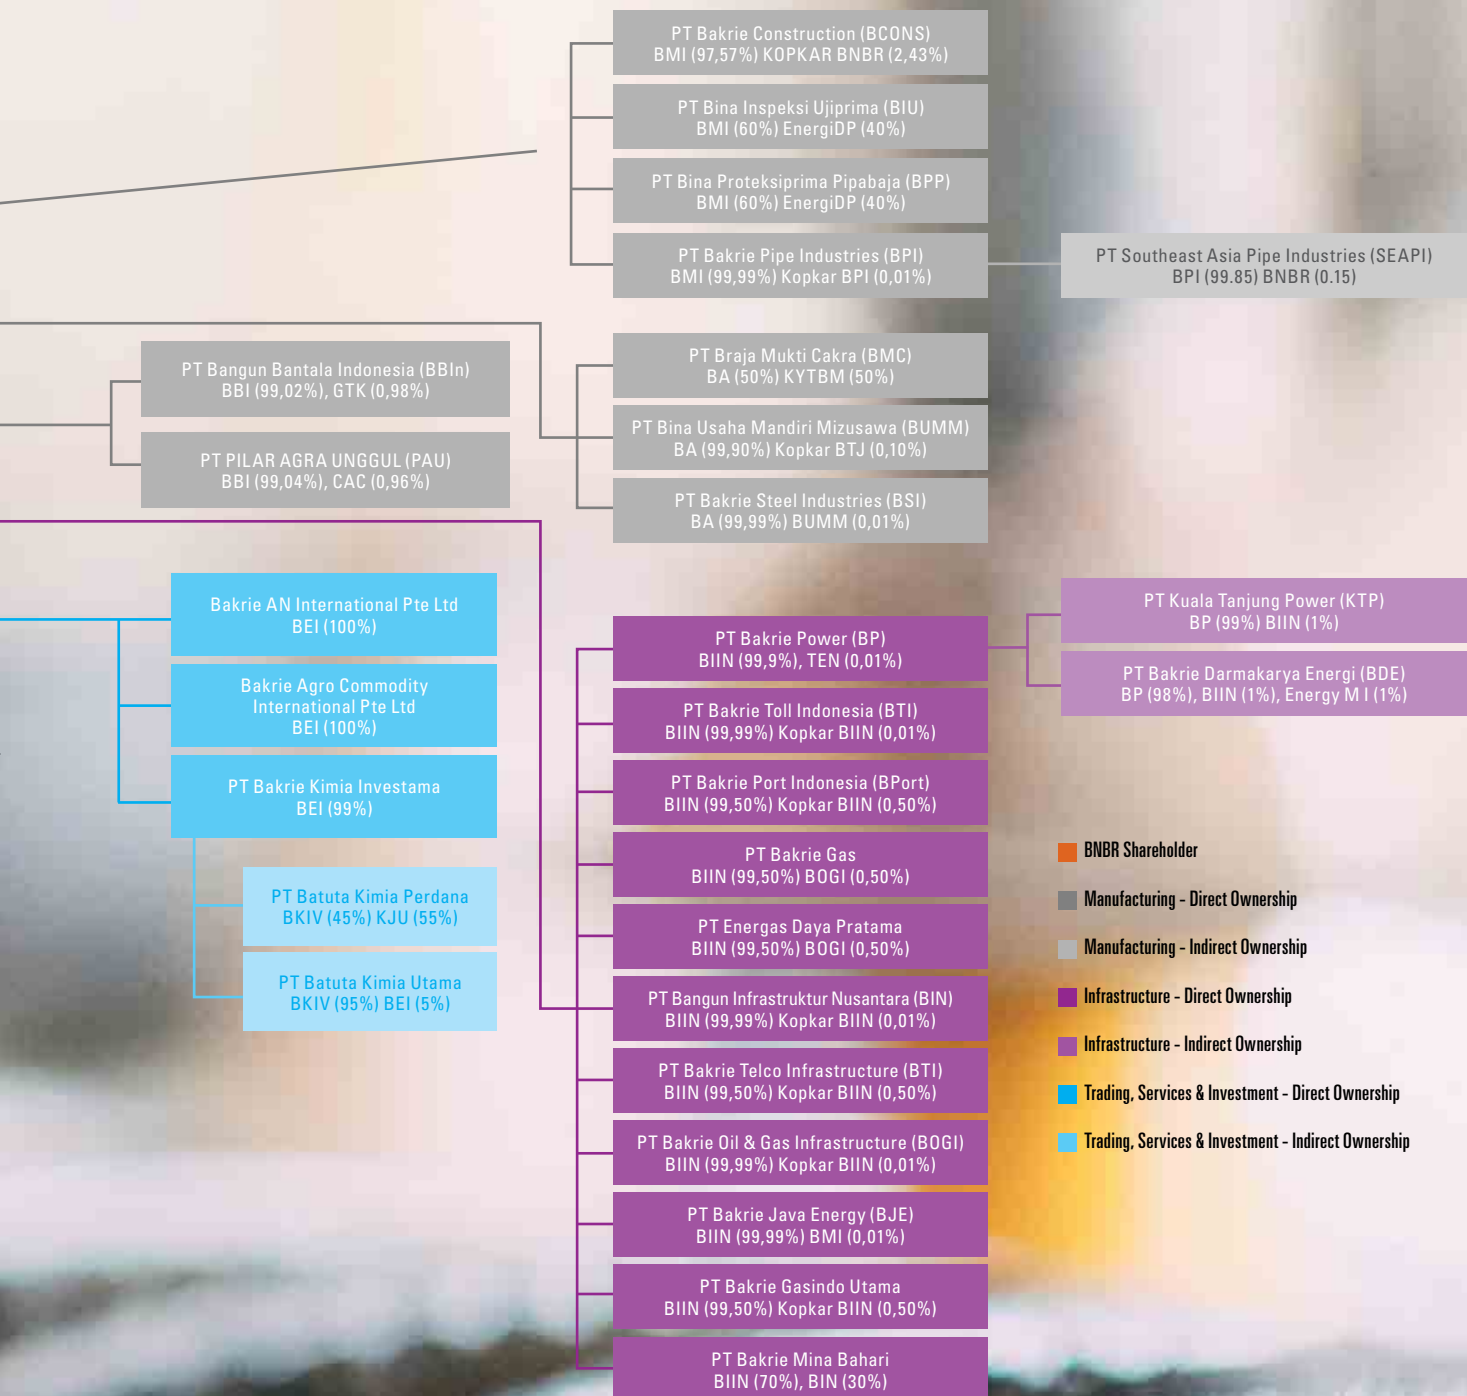 PT Bakrie Construction (BCONS)
BMI (97,57%) KOPKAR BNBR (2,43%)
PT Bina Inspeksi Ujiprima (BIU)
BMI (60%) EnergiDP (40%)
PT Bina Proteksiprima Pipabaja (BPP)
BMI (60%) EnergiDP (40%)
PT Bakrie Pipe Industries (BPI)
BMI (99,99%) Kopkar BPI (0,01%)
PT Southeast Asia Pipe Industries (SEAPI)
BPI (99.85) BNBR (0.15)
PT Bangun Bantala Indonesia (BBIn)
BBI (99,02%), GTK (0,98%)
PT PILAR AGRA UNGGUL (PAU)
BBI (99,04%), CAC (0,96%)
PT Braja Mukti Cakra (BMC)
BA (50%) KYTBM (50%)
PT Bina Usaha Mandiri Mizusawa (BUMM)
BA (99,90%) Kopkar BTJ (0,10%)
PT Bakrie Steel Industries (BSI)
BA (99,99%) BUMM (0,01%)
Bakrie AN International Pte Ltd
BEI (100%)
Bakrie Agro Commodity
International Pte Ltd
BEI (100%)
PT Bakrie Kimia Investama
BEI (99%)
PT Batuta Kimia Perdana
BKIV (45%) KJU (55%)
PT Batuta Kimia Utama
BKIV (95%) BEI (5%)
PT Bakrie Power (BP)
BIIN (99,9%), TEN (0,01%)
PT Bakrie Toll Indonesia (BTI)
BIIN (99,99%) Kopkar BIIN (0,01%)
PT Bakrie Port Indonesia (BPort)
BIIN (99,50%) Kopkar BIIN (0,50%)
PT Bakrie Gas
BIIN (99,50%) BOGI (0,50%)
PT Energas Daya Pratama
BIIN (99,50%) BOGI (0,50%)
PT Bangun Infrastruktur Nusantara (BIN)
BIIN (99,99%) Kopkar BIIN (0,01%)
PT Bakrie Telco Infrastructure (BTI)
BIIN (99,50%) Kopkar BIIN (0,50%)
PT Bakrie Oil & Gas Infrastructure (BOGI)
BIIN (99,99%) Kopkar BIIN (0,01%)
PT Bakrie Java Energy (BJE)
BIIN (99,99%) BMI (0,01%)
PT Bakrie Gasindo Utama
BIIN (99,50%) Kopkar BIIN (0,50%)
PT Bakrie Mina Bahari
BIIN (70%), BIN (30%)
PT Kuala Tanjung Power (KTP)
BP (99%) BIIN (1%)
PT Bakrie Darmakarya Energi (BDE)
BP (98%), BIIN (1%), Energy M I (1%)
BNBR Shareholder
Manufacturing - Direct Ownership
Manufacturing - Indirect Ownership
Infrastructure - Direct Ownership
Infrastructure - Indirect Ownership
Trading, Services & Investment - Direct Ownership
Trading, Services & Investment - Indirect Ownership